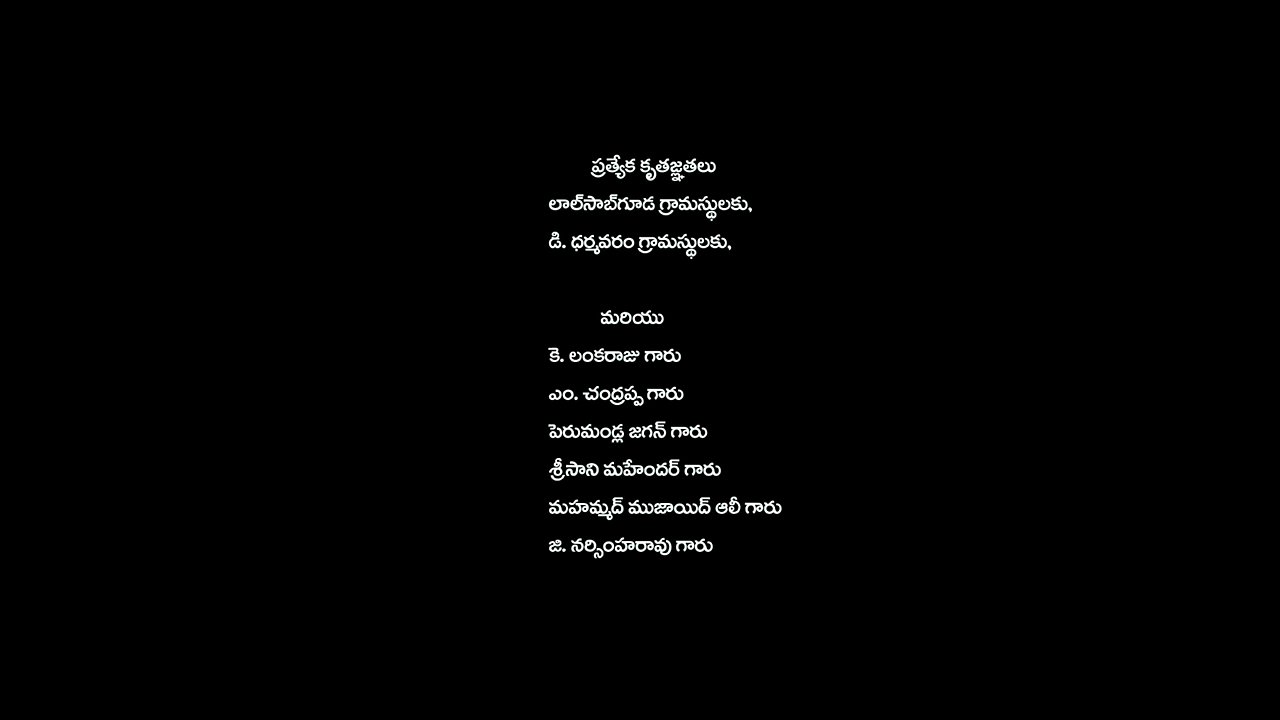 ప్రత్యేక కృతజ్ఞతలు
లాల్‌సాబ్‌గూడ గ్రామస్థులకు,
డి. ధర్మవరం గ్రామస్థులకు,
మరియు
కె. లంకరాజు గారు
ఎం. చంద్రప్ప గారు
పెరుమండ్ల జగన్ గారు
శ్రీసాని మహేందర్ గారు
మహమ్మద్ ముజాయిద్ ఆలీ గారు
జి. నర్సింహరావు గారు